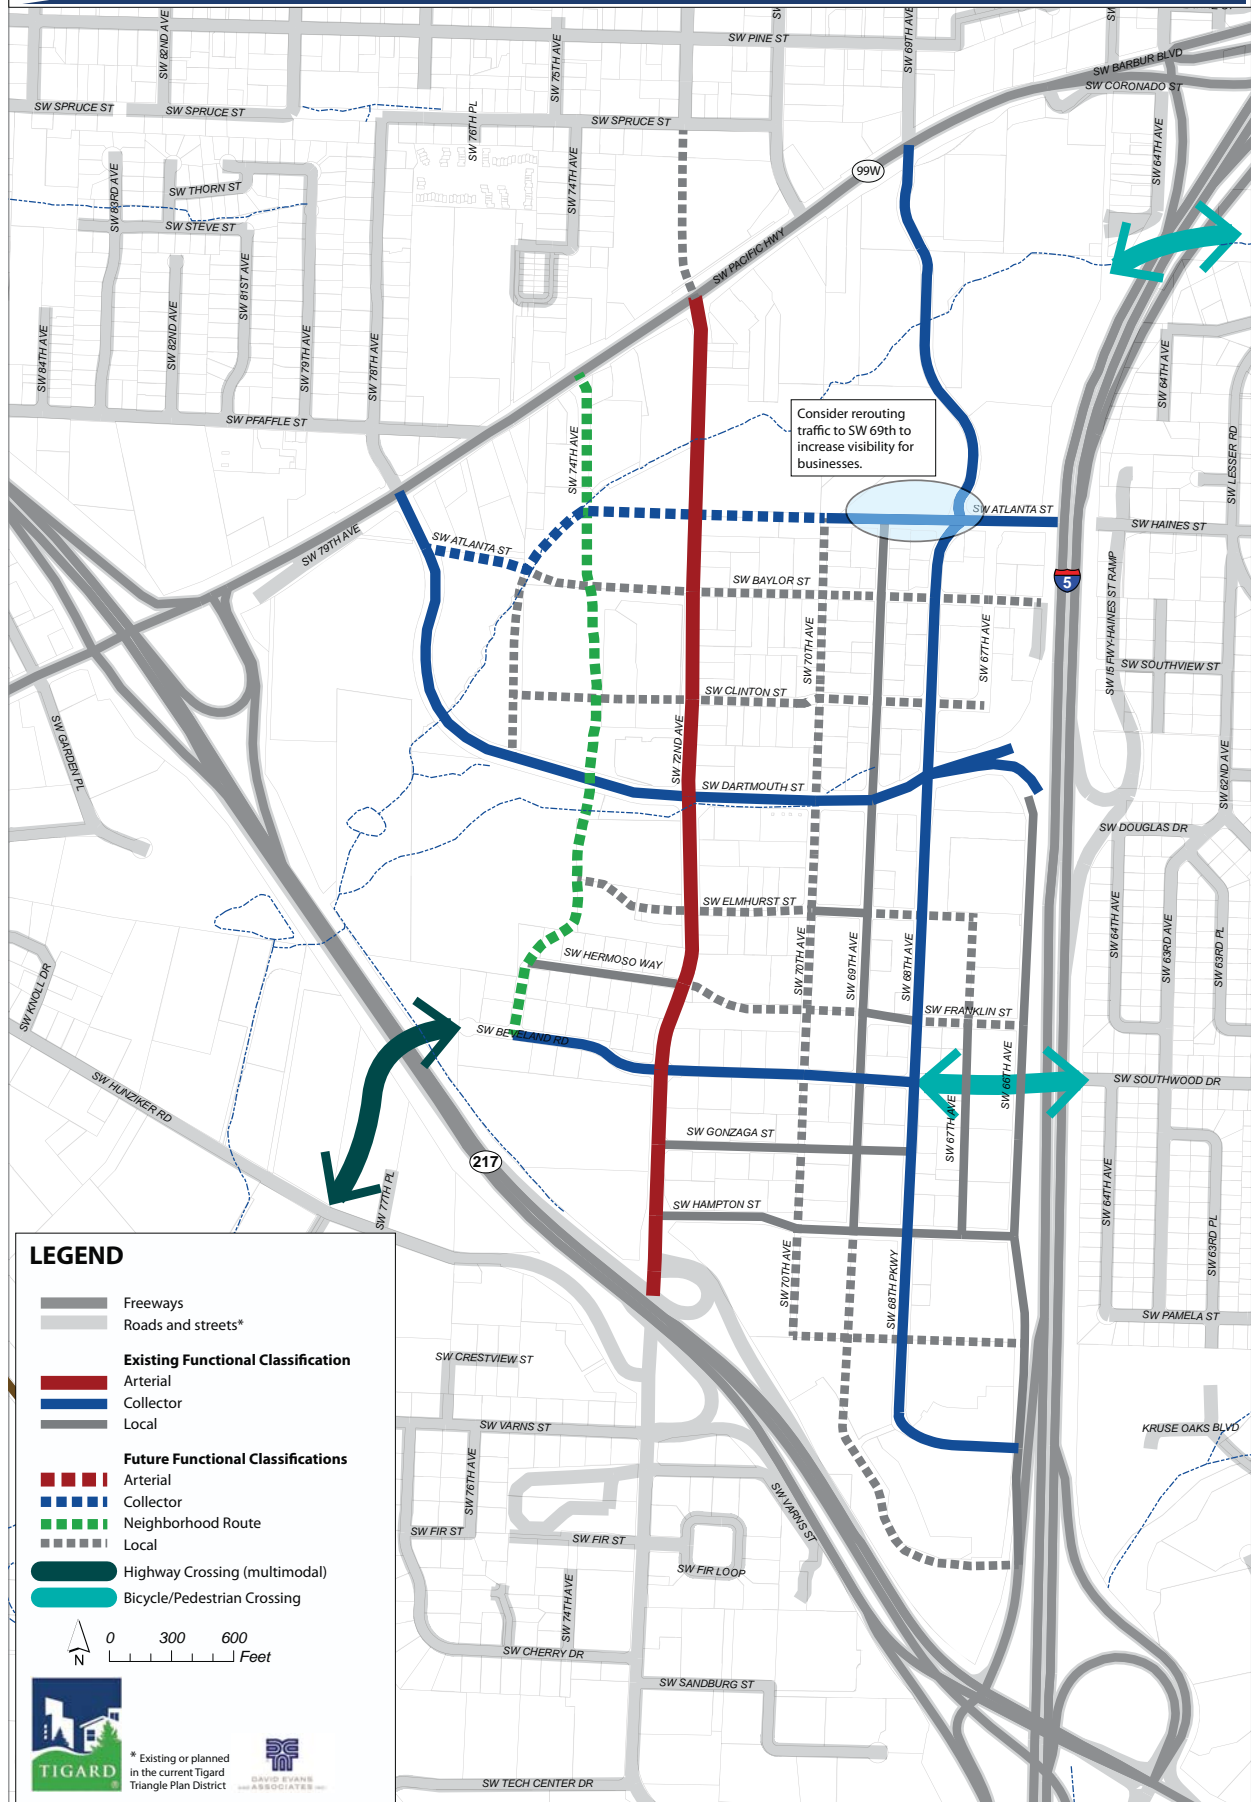 SW PINE ST
SW 82ND AVE
SW 75TH AVE
SW 69TH AVE
SW
SW
SW BARBUR BLVD
SW CORONADO ST
SW SPRUCE ST
SW SPRUCE ST
SW SPRUCE ST
SW 76TH PL
SW 74TH AVE
SW 64TH AVE
99W
SW 83RD AVE
SW THORN ST
SW STEVE ST
SW PACIFIC HWY
SW 81ST AVE
SW 82ND AVE
SW 84TH AVE
SW 79TH AVE
SW 78TH AVE
SW 64TH AVE
SW PFAFFLE ST
SW 74TH AVE
Consider rerouting
traffic to SW 69th to
increase visibility for
businesses.
SW LESSER RD
SW ATLANTA ST
SW HAINES ST
SW 79TH AVE
SW ATLANTA ST
SW BAYLOR ST
5
SW I5 FWY-HAINES ST RAMP
SW 70TH AVE
SW 67TH AVE
SW SOUTHVIEW ST
SW CLINTON ST
SW GARDEN PL
SW 72ND AVE
SW 62ND AVE
SW DARTMOUTH ST
SW DOUGLAS DR
SW ELMHURST ST
SW 64TH AVE
SW 63RD AVE
SW 63RD PL
SW HERMOSO WAY
SW 70TH AVE
SW 69TH AVE
SW 68TH AVE
SW KNOLL DR
SW FRANKLIN ST
SW BEVELAND RD
SW 66TH AVE
SW SOUTHWOOD DR
SW HUNZIKER RD
SW 67TH AVE
SW GONZAGA ST
217
SW 77TH PL
SW HAMPTON ST
SW 64TH AVE
SW 63RD PL
SW 70TH AVE
SW 68TH PKWY
SW PAMELA ST
SW CRESTVIEW ST
SW VARNS ST
KRUSE OAKS BLVD
SW 76TH AVE
SW VARNS ST
SW FIR ST
SW FIR ST
SW FIR LOOP
SW 74TH AVE
SW CHERRY DR
SW SANDBURG ST
SW TECH CENTER DR
LEGEND
Freeways
Roads and streets*
Existing Functional Classification
Arterial
Collector
Local
Future Functional Classifications
Arterial
Collector
Neighborhood Route
Local
Highway Crossing (multimodal)
Bicycle/Pedestrian Crossing
N
0 300 600
Feet
TIGARD
* Existing or planned
in the current Tigard
Triangle Plan District
DAVID EVANS
AND ASSOCIATES INC.